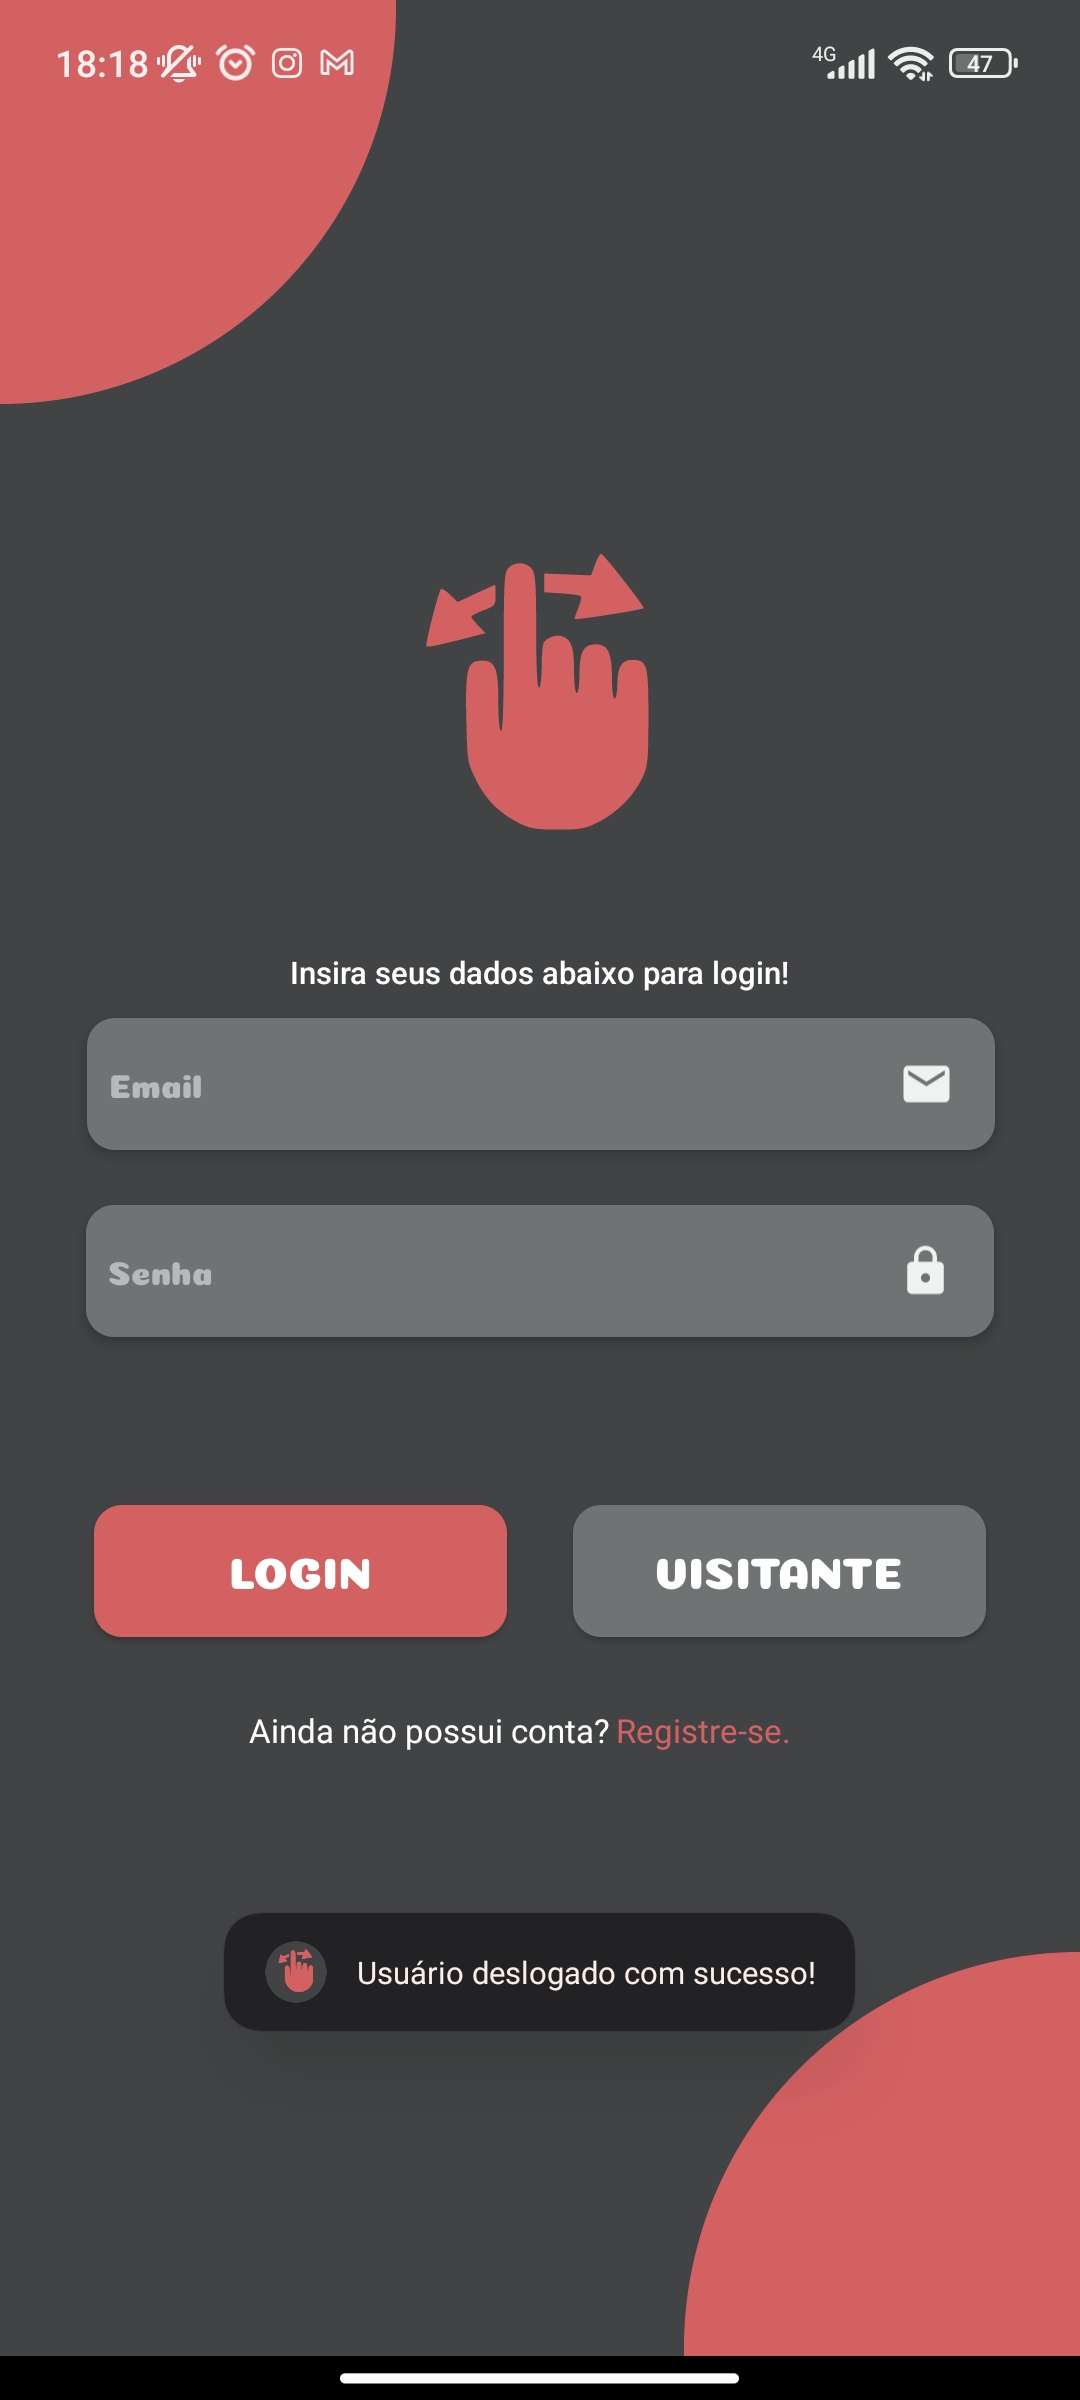 18:18
4G
47
Insira seus dados abaixo para login!
Email
Senha
LOGIN
VISITANTE
Ainda não possui conta? Registre-se.
Usuário deslogado com sucesso!